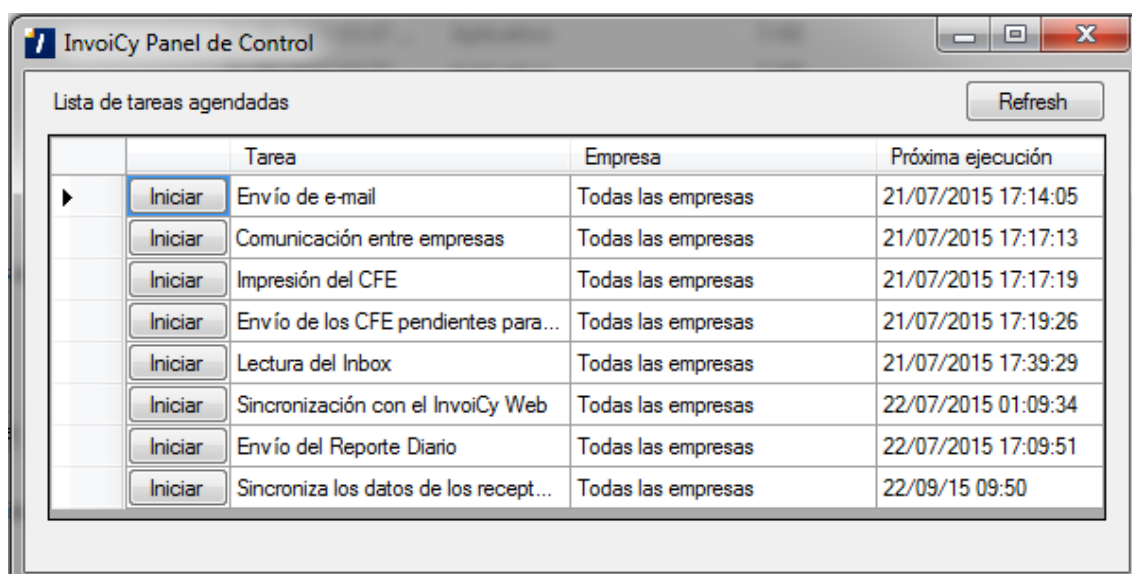 InvoiCy Panel de Control
Lista de tareas agendadas Refresh
Tarea Empresa Próxima ejecución
Iniciar Envío de e-mail Todas las empresas 21/07/2015 17:14:05
Iniciar Comunicación entre empresas Todas las empresas 21/07/2015 17:17:13
Iniciar Impresión del CFE Todas las empresas 21/07/2015 17:17:19
Iniciar Envío de los CFE pendientes para... Todas las empresas 21/07/2015 17:19:26
Iniciar Lectura del Inbox Todas las empresas 21/07/2015 17:39:29
Iniciar Sincronización con el InvoiCy Web Todas las empresas 22/07/2015 01:09:34
Iniciar Envío del Reporte Diario Todas las empresas 22/07/2015 17:09:51
Iniciar Sincroniza los datos de los recept... Todas las empresas 22/09/15 09:50